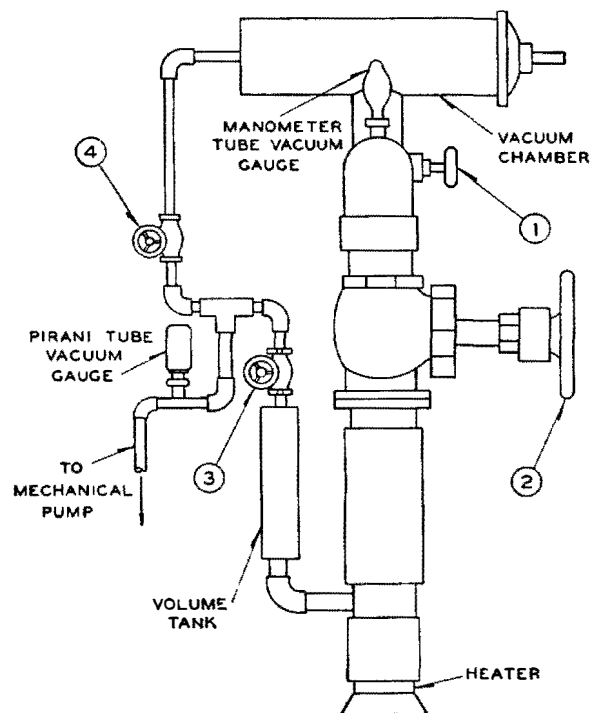 MANOMETER
TUBE VACUUM
GAUGE
VACUUM
CHAMBER
4
1
PIRANI TUBE
VACUUM
GAUGE
TO
MECHANICAL
PUMP
3
2
VOLUME
TANK
HEATER